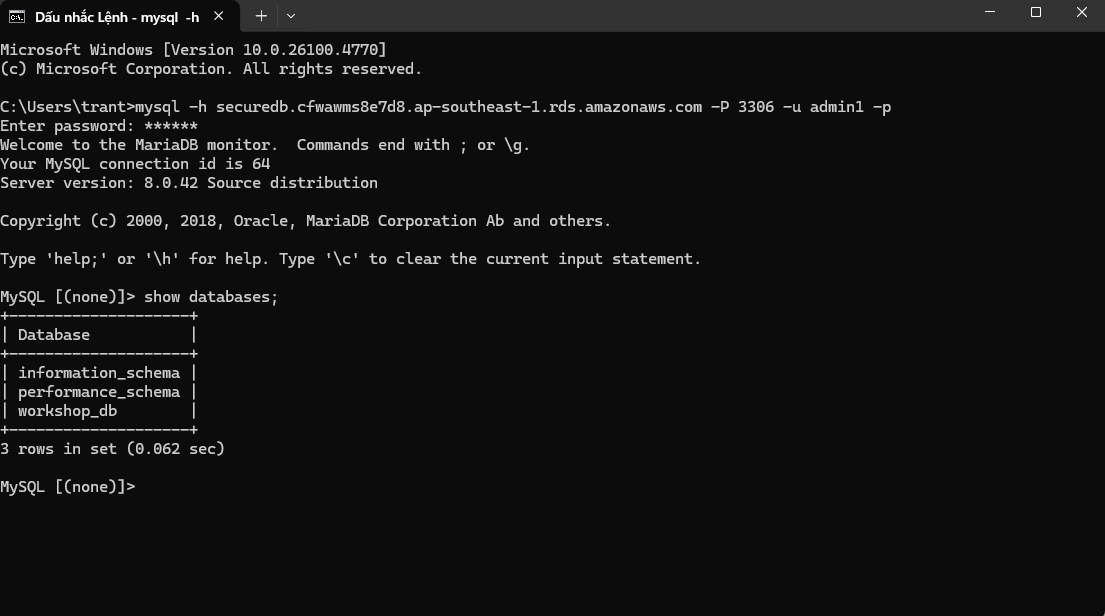 Dấu nhắc Lệnh - mysql -h
Microsoft Windows [Version 10.0.26100.4770]
(c) Microsoft Corporation. All rights reserved.
C:\Users\trant>mysql -h securedb.cfwawms8e7d8.ap-southeast-1.rds.amazonaws.com -P 3306 -u admin1 -p
Enter password: ******
Welcome to the MariaDB monitor.  Commands end with ; or \g.
Your MySQL connection id is 64
Server version: 8.0.42 Source distribution
Copyright (c) 2000, 2018, Oracle, MariaDB Corporation Ab and others.
Type 'help;' or '\h' for help. Type '\c' to clear the current input statement.
MySQL [(none)]> show databases;
+--------------------+
| Database           |
+--------------------+
| information_schema |
| performance_schema |
| workshop_db        |
+--------------------+
3 rows in set (0.062 sec)
MySQL [(none)]>